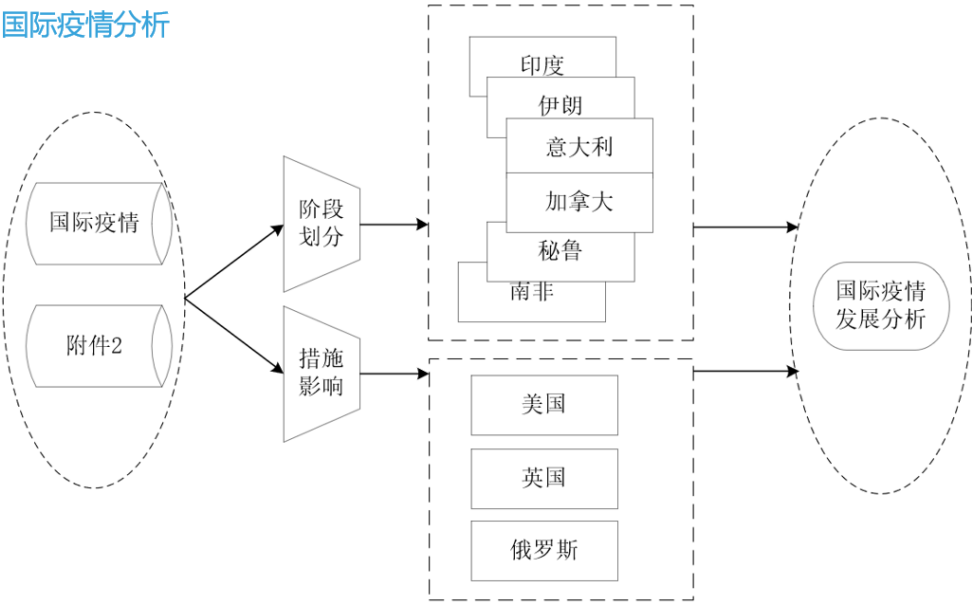 国际疫情分析
国际疫情
附件2
阶段
划分
措施
影响
印度
伊朗
意大利
加拿大
秘鲁
南非
美国
英国
俄罗斯
国际疫情
发展分析